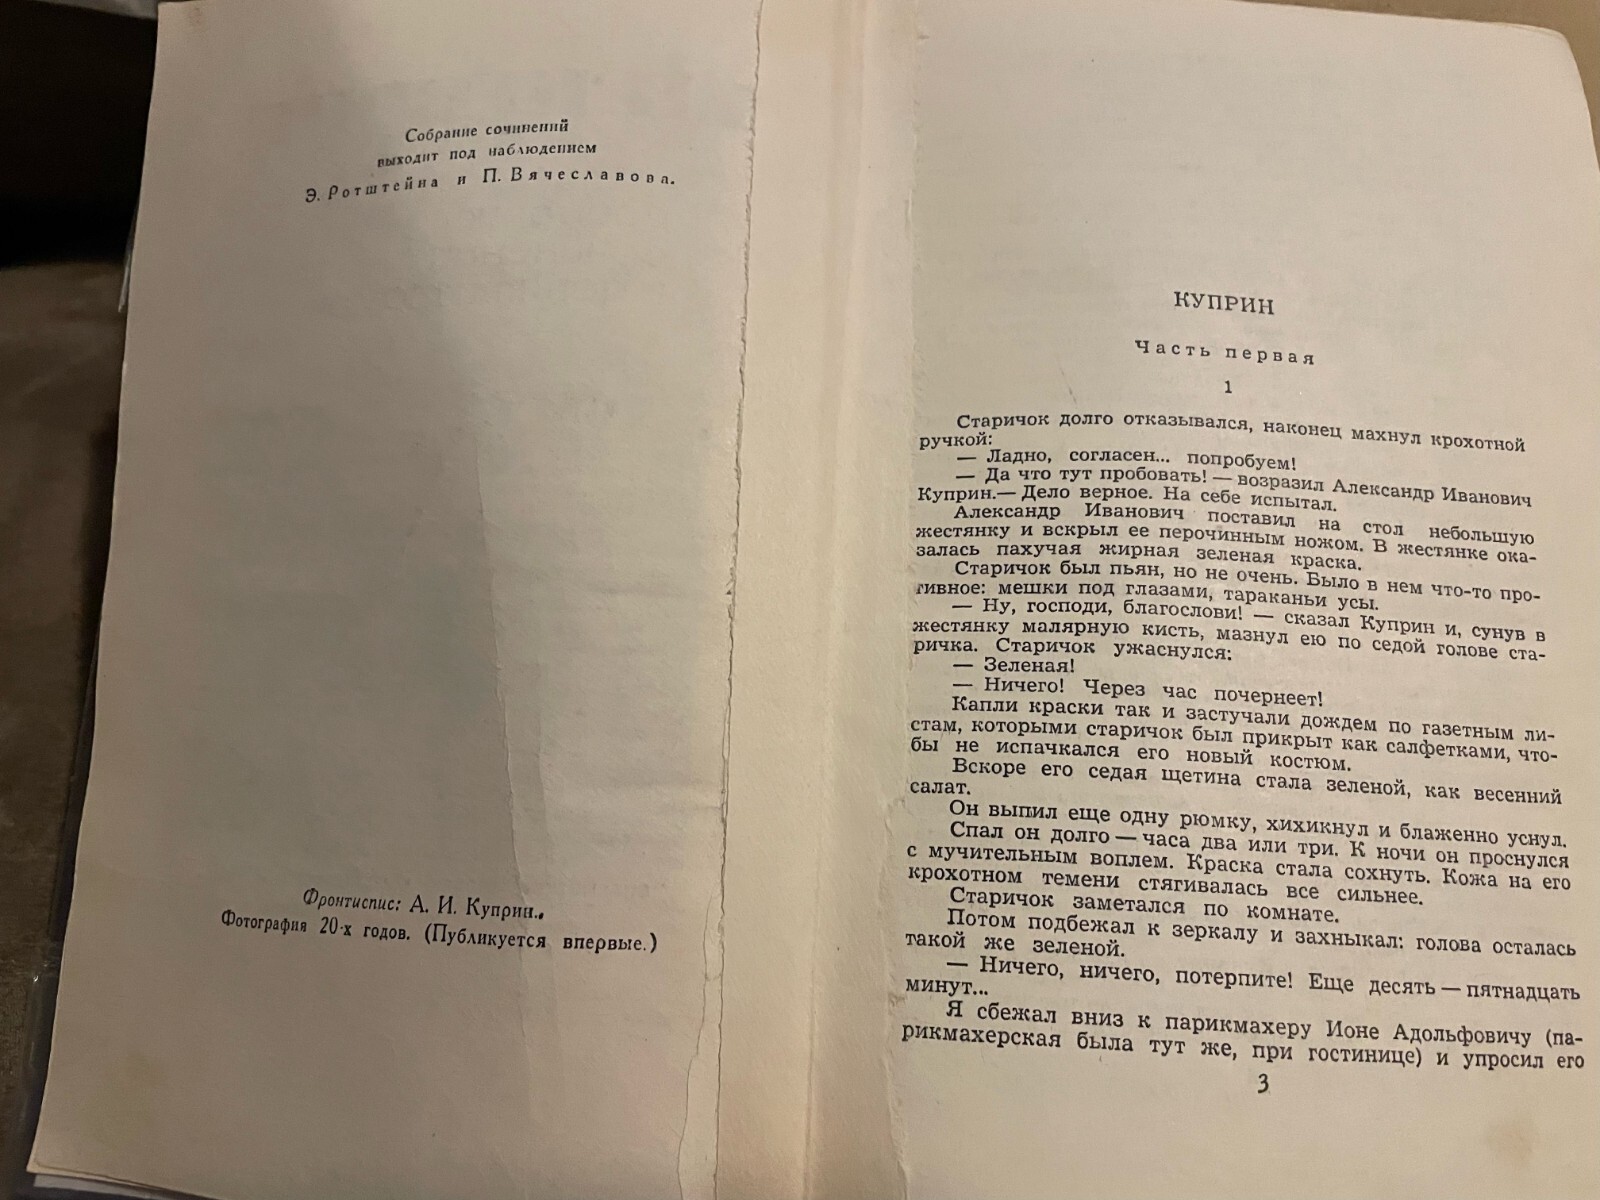 Собрание сочинений
выходит под наблюдением
Э. Ротштейна и П. Вячеславова.
Фронтиспис: А. И. Куприн.
Фотография 20-х годов. (Публикуется впервые.)
КУПРИН
Часть первая
1
Старичок долго отказывался, наконец махнул крохотной
ручкой:
— Ладно, согласен... попробуем!
— Да что тут пробовать! — возразил Александр Иванович
Куприн.— Дело верное. На себе испытал.
Александр Иванович поставил на стол небольшую
жестянку и вскрыл ее перочинным ножом. В жестянке ока-
залась пахучая жирная зеленая краска.
Старичок был пьян, но не очень. Было в нем что-то про-
тивное: мешки под глазами, тараканьи усы.
— Ну, господи, благослови! — сказал Куприн и, сунув в
жестянку малярную кисть, мазнул ею по седой голове ста-
ричка. Старичок ужаснулся:
— Зеленая!
— Ничего! Через час почернеет!
Капли краски так и застучали дождем по газетным ли-
стам, которыми старичок был прикрыт как салфетками, что-
бы не испачкался его новый костюм.
Вскоре его седая щетина стала зеленой, как весенний
салат.
Он выпил еще одну рюмку, хихикнул и блаженно уснул.
Спал он долго — часа два или три. К ночи он проснулся
с мучительным воплем. Краска стала сохнуть. Кожа на его
крохотном темени стягивалась все сильнее.
Старичок заметался по комнате.
Потом подбежал к зеркалу и захныкал: голова осталась
такой же зеленой.
— Ничего, ничего, потерпите! Еще десять — пятнадцать
минут...
Я сбежал вниз к парикмахеру Ионе Адольфовичу (па-
рикмахерская была тут же, при гостинице) и упросил его
3